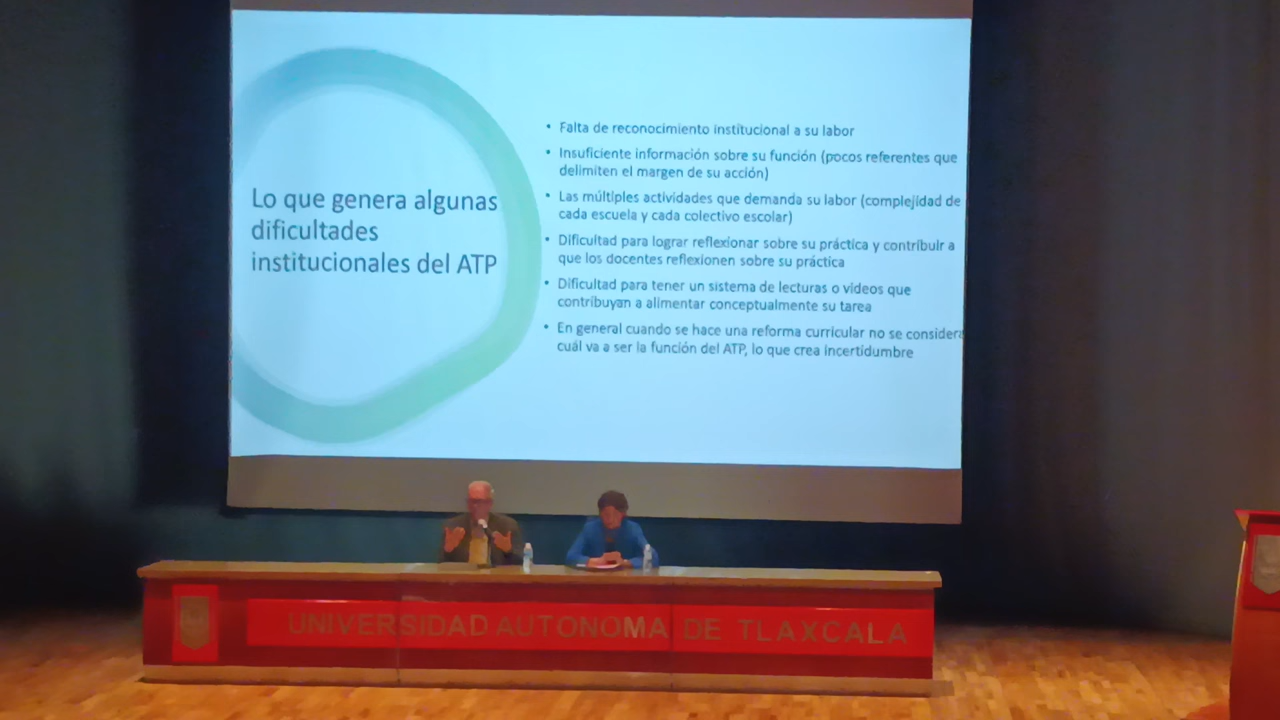 Lo que genera algunas
dificultades
institucionales del ATP
• Falta de reconocimiento institucional a su labor
• Insuficiente información sobre su función (pocos referentes que
delimiten el margen de su acción)
• Las múltiples actividades que demanda su labor (complejidad de
cada escuela y cada colectivo escolar)
• Dificultad para lograr reflexionar sobre su práctica y contribuir a
que los docentes reflexionen sobre su práctica
• Dificultad para tener un sistema de lecturas o videos que
contribuyan a alimentar conceptualmente su tarea
• En general cuando se hace una reforma curricular no se considera
cuál va a ser la función del ATP, lo que crea incertidumbre
UNIVERSIDAD AUTONOMA DE TLAXCALA